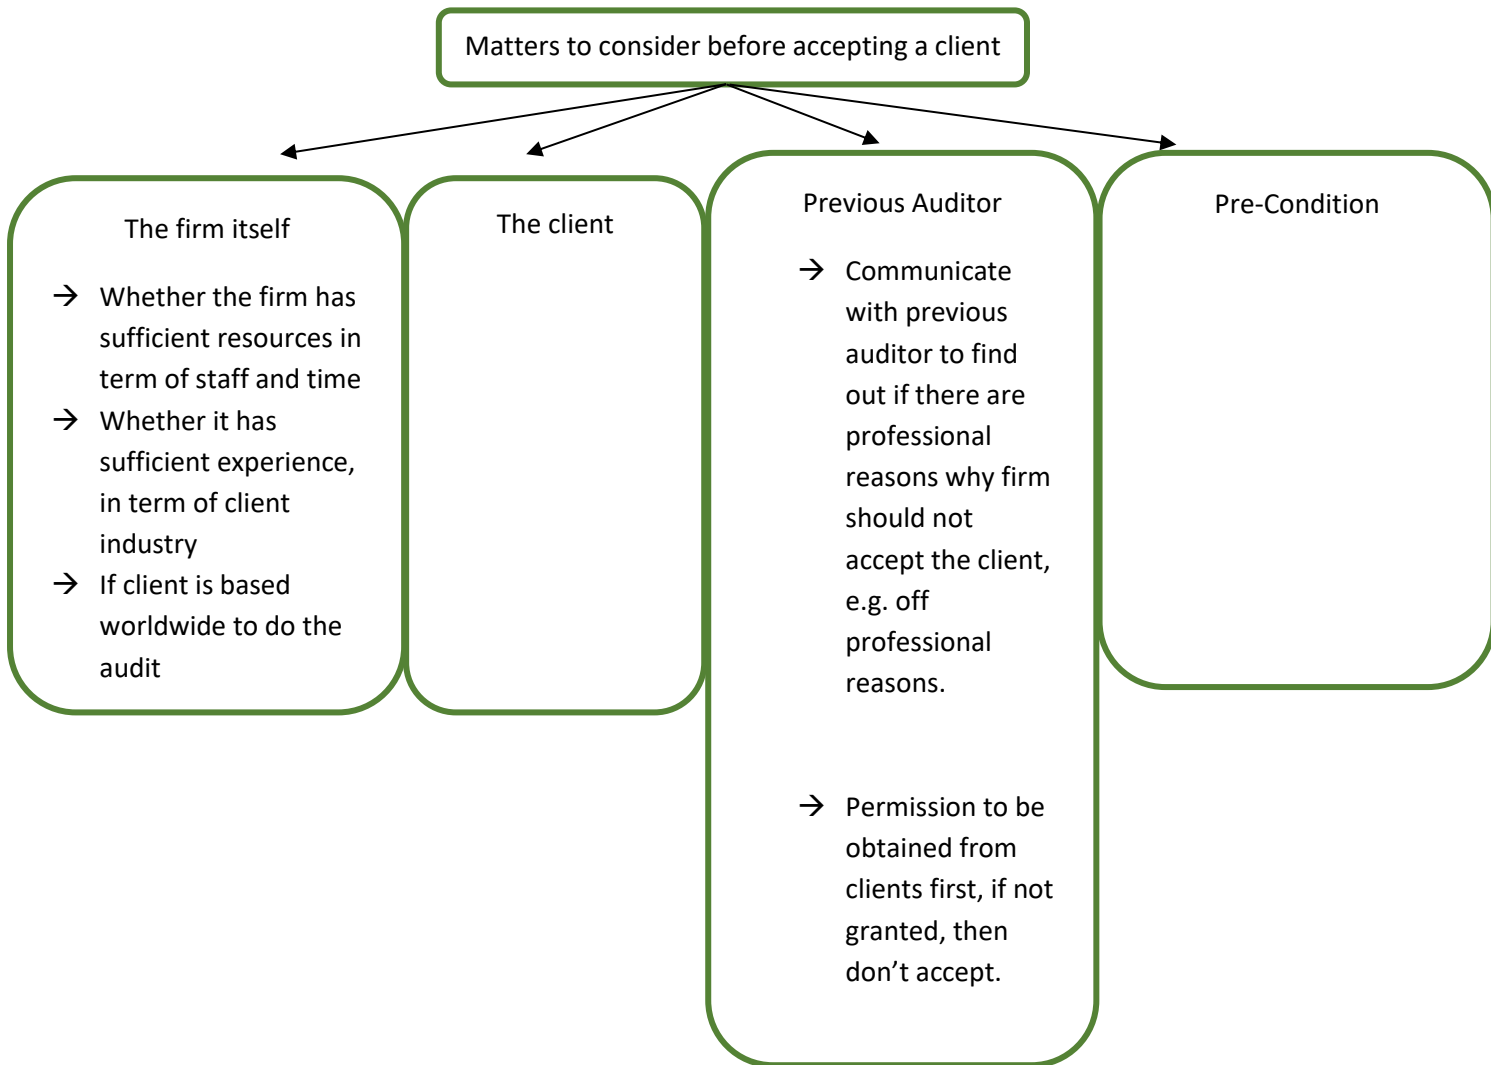 Matters to consider before accepting a client
The firm itself
→ Whether the firm has
sufficient resources in
term of staff and time
→ Whether it has
sufficient experience,
in term of client
industry
→ If client is based
worldwide to do the
audit
The client
Previous Auditor
→ Communicate
with previous
auditor to find
out if there are
professional
reasons why firm
should not
accept the client,
e.g. off
professional
reasons.
→ Permission to be
obtained from
clients first, if not
granted, then
don’t accept.
Pre-Condition